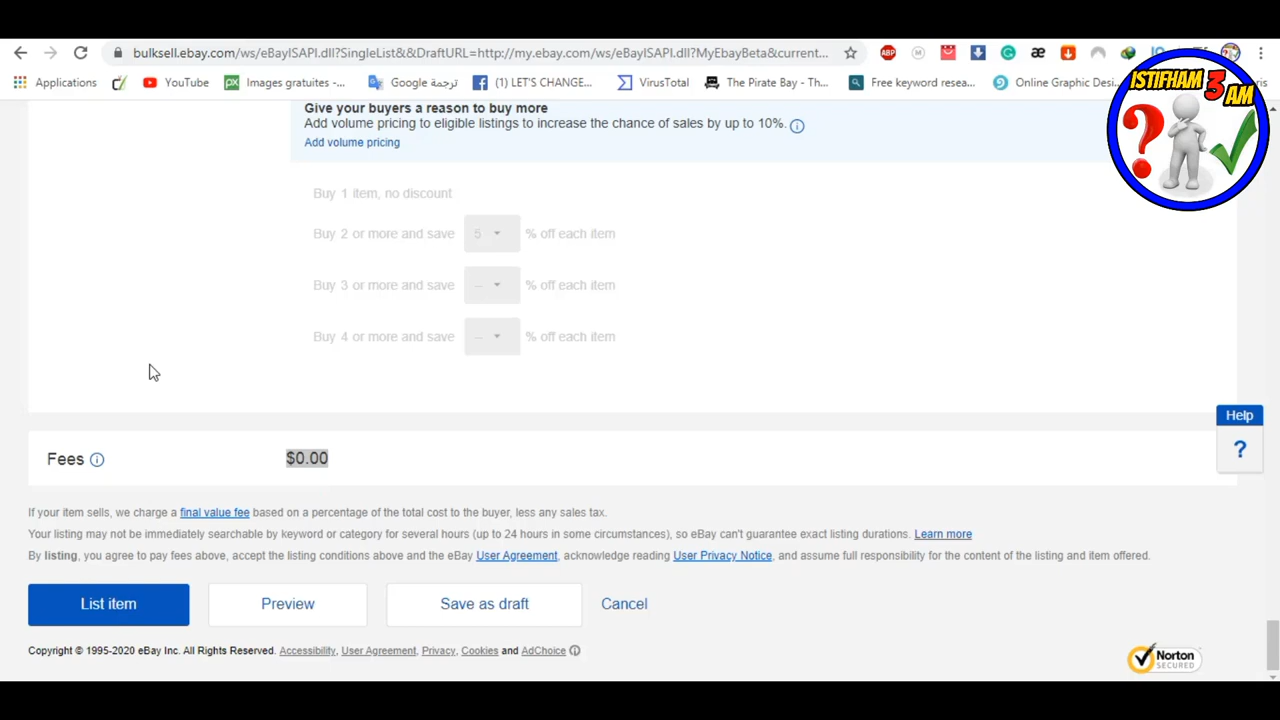 bulksell.ebay.com/ws/eBayISAPI.dll?SingleList&&DraftURL=http://my.ebay.com/ws/eBayISAPI.dll?MyEbayBeta&current...
Applications YouTube Images gratuites -... Google ترجمة (1) LET'S CHANGE... VirusTotal The Pirate Bay - Th... Free keyword resea... Online Graphic Desi...
ISTIFHAM 3 AM
Give your buyers a reason to buy more
Add volume pricing to eligible listings to increase the chance of sales by up to 10%.
Add volume pricing
Buy 1 item, no discount
Buy 2 or more and save 5 % off each item
Buy 3 or more and save – % off each item
Buy 4 or more and save – % off each item
Help
?
Fees $0.00
If your item sells, we charge a final value fee based on a percentage of the total cost to the buyer, less any sales tax.
Your listing may not be immediately searchable by keyword or category for several hours (up to 24 hours in some circumstances), so eBay can't guarantee exact listing durations. Learn more
By listing, you agree to pay fees above, accept the listing conditions above and the eBay User Agreement, acknowledge reading User Privacy Notice, and assume full responsibility for the content of the listing and item offered.
List item Preview Save as draft Cancel
Copyright © 1995-2020 eBay Inc. All Rights Reserved. Accessibility, User Agreement, Privacy, Cookies and AdChoice
Norton
SECURED